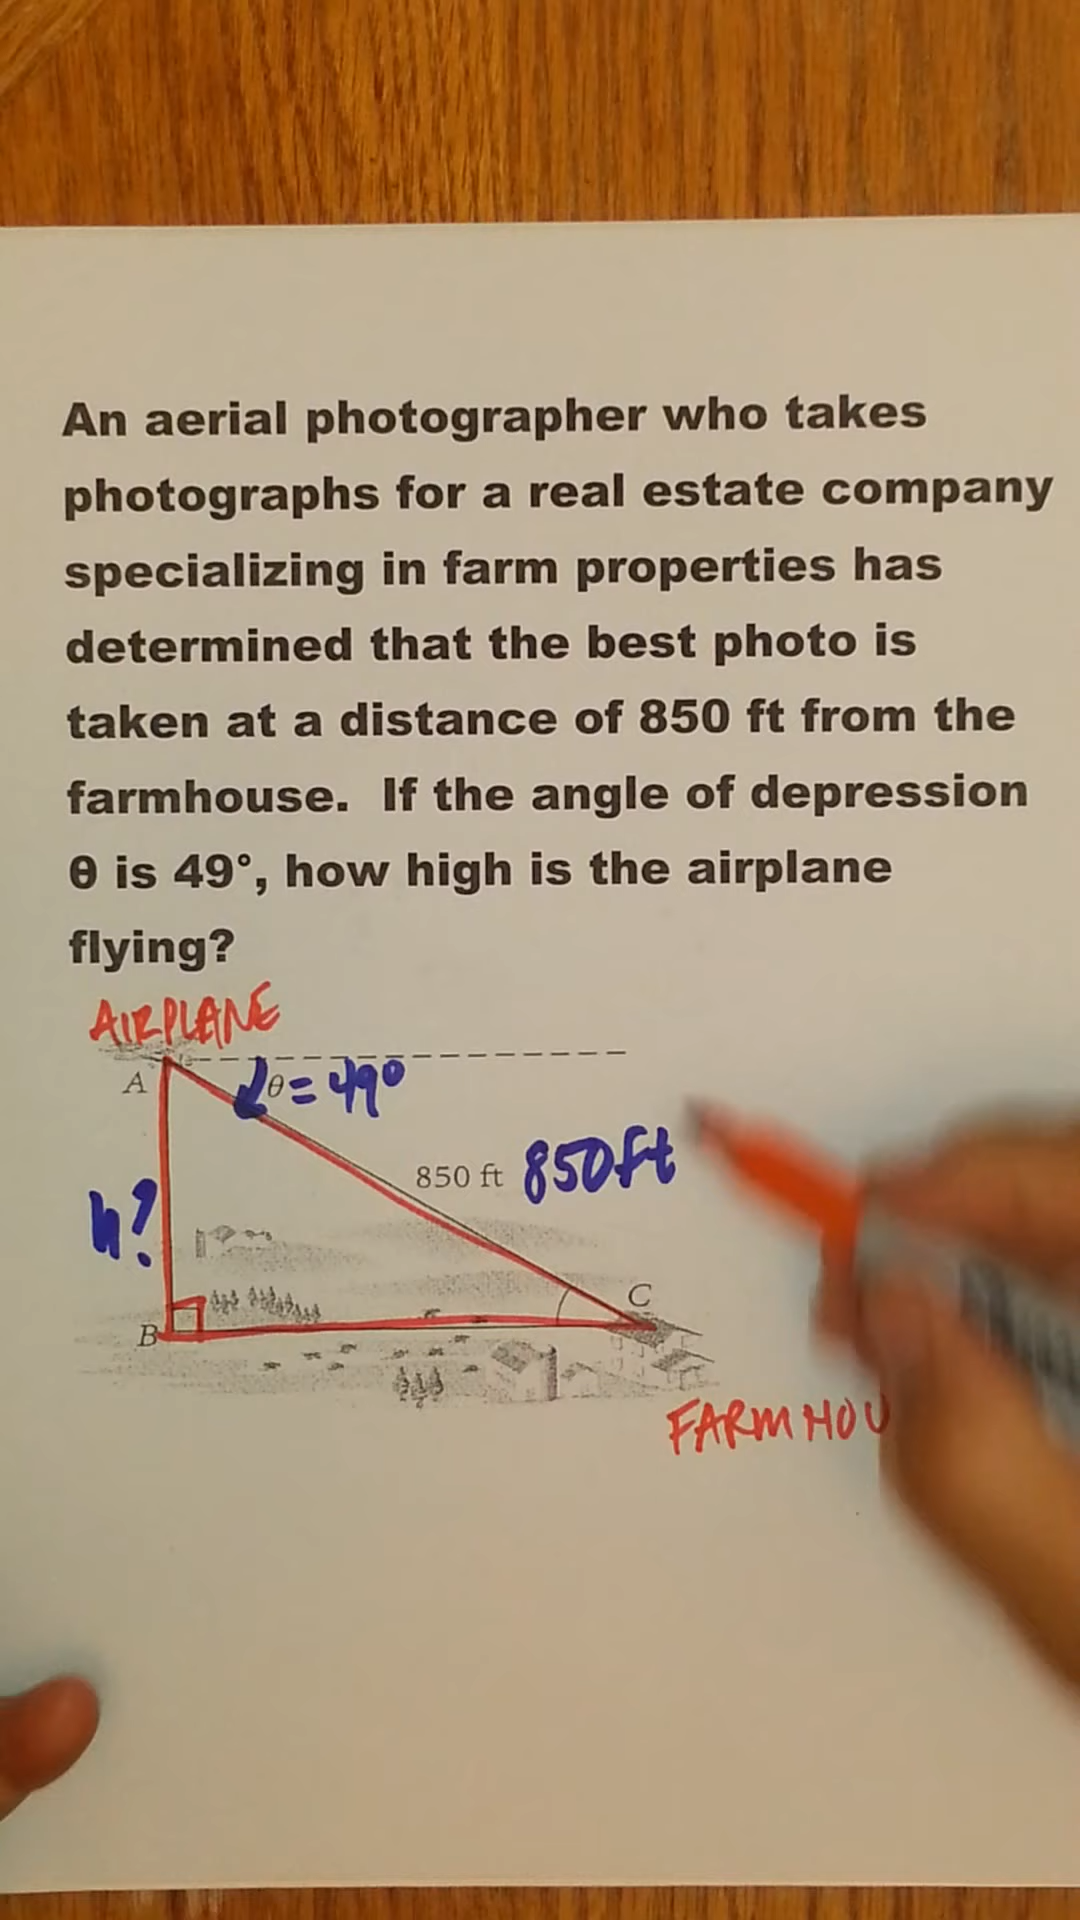 An aerial photographer who takes
photographs for a real estate company
specializing in farm properties has
determined that the best photo is
taken at a distance of 850 ft from the
farmhouse. If the angle of depression
θ is 49°, how high is the airplane
flying?
AIRPLANE
A
θ = 49°
850 ft 850ft
h?
C
B
FARMHOU